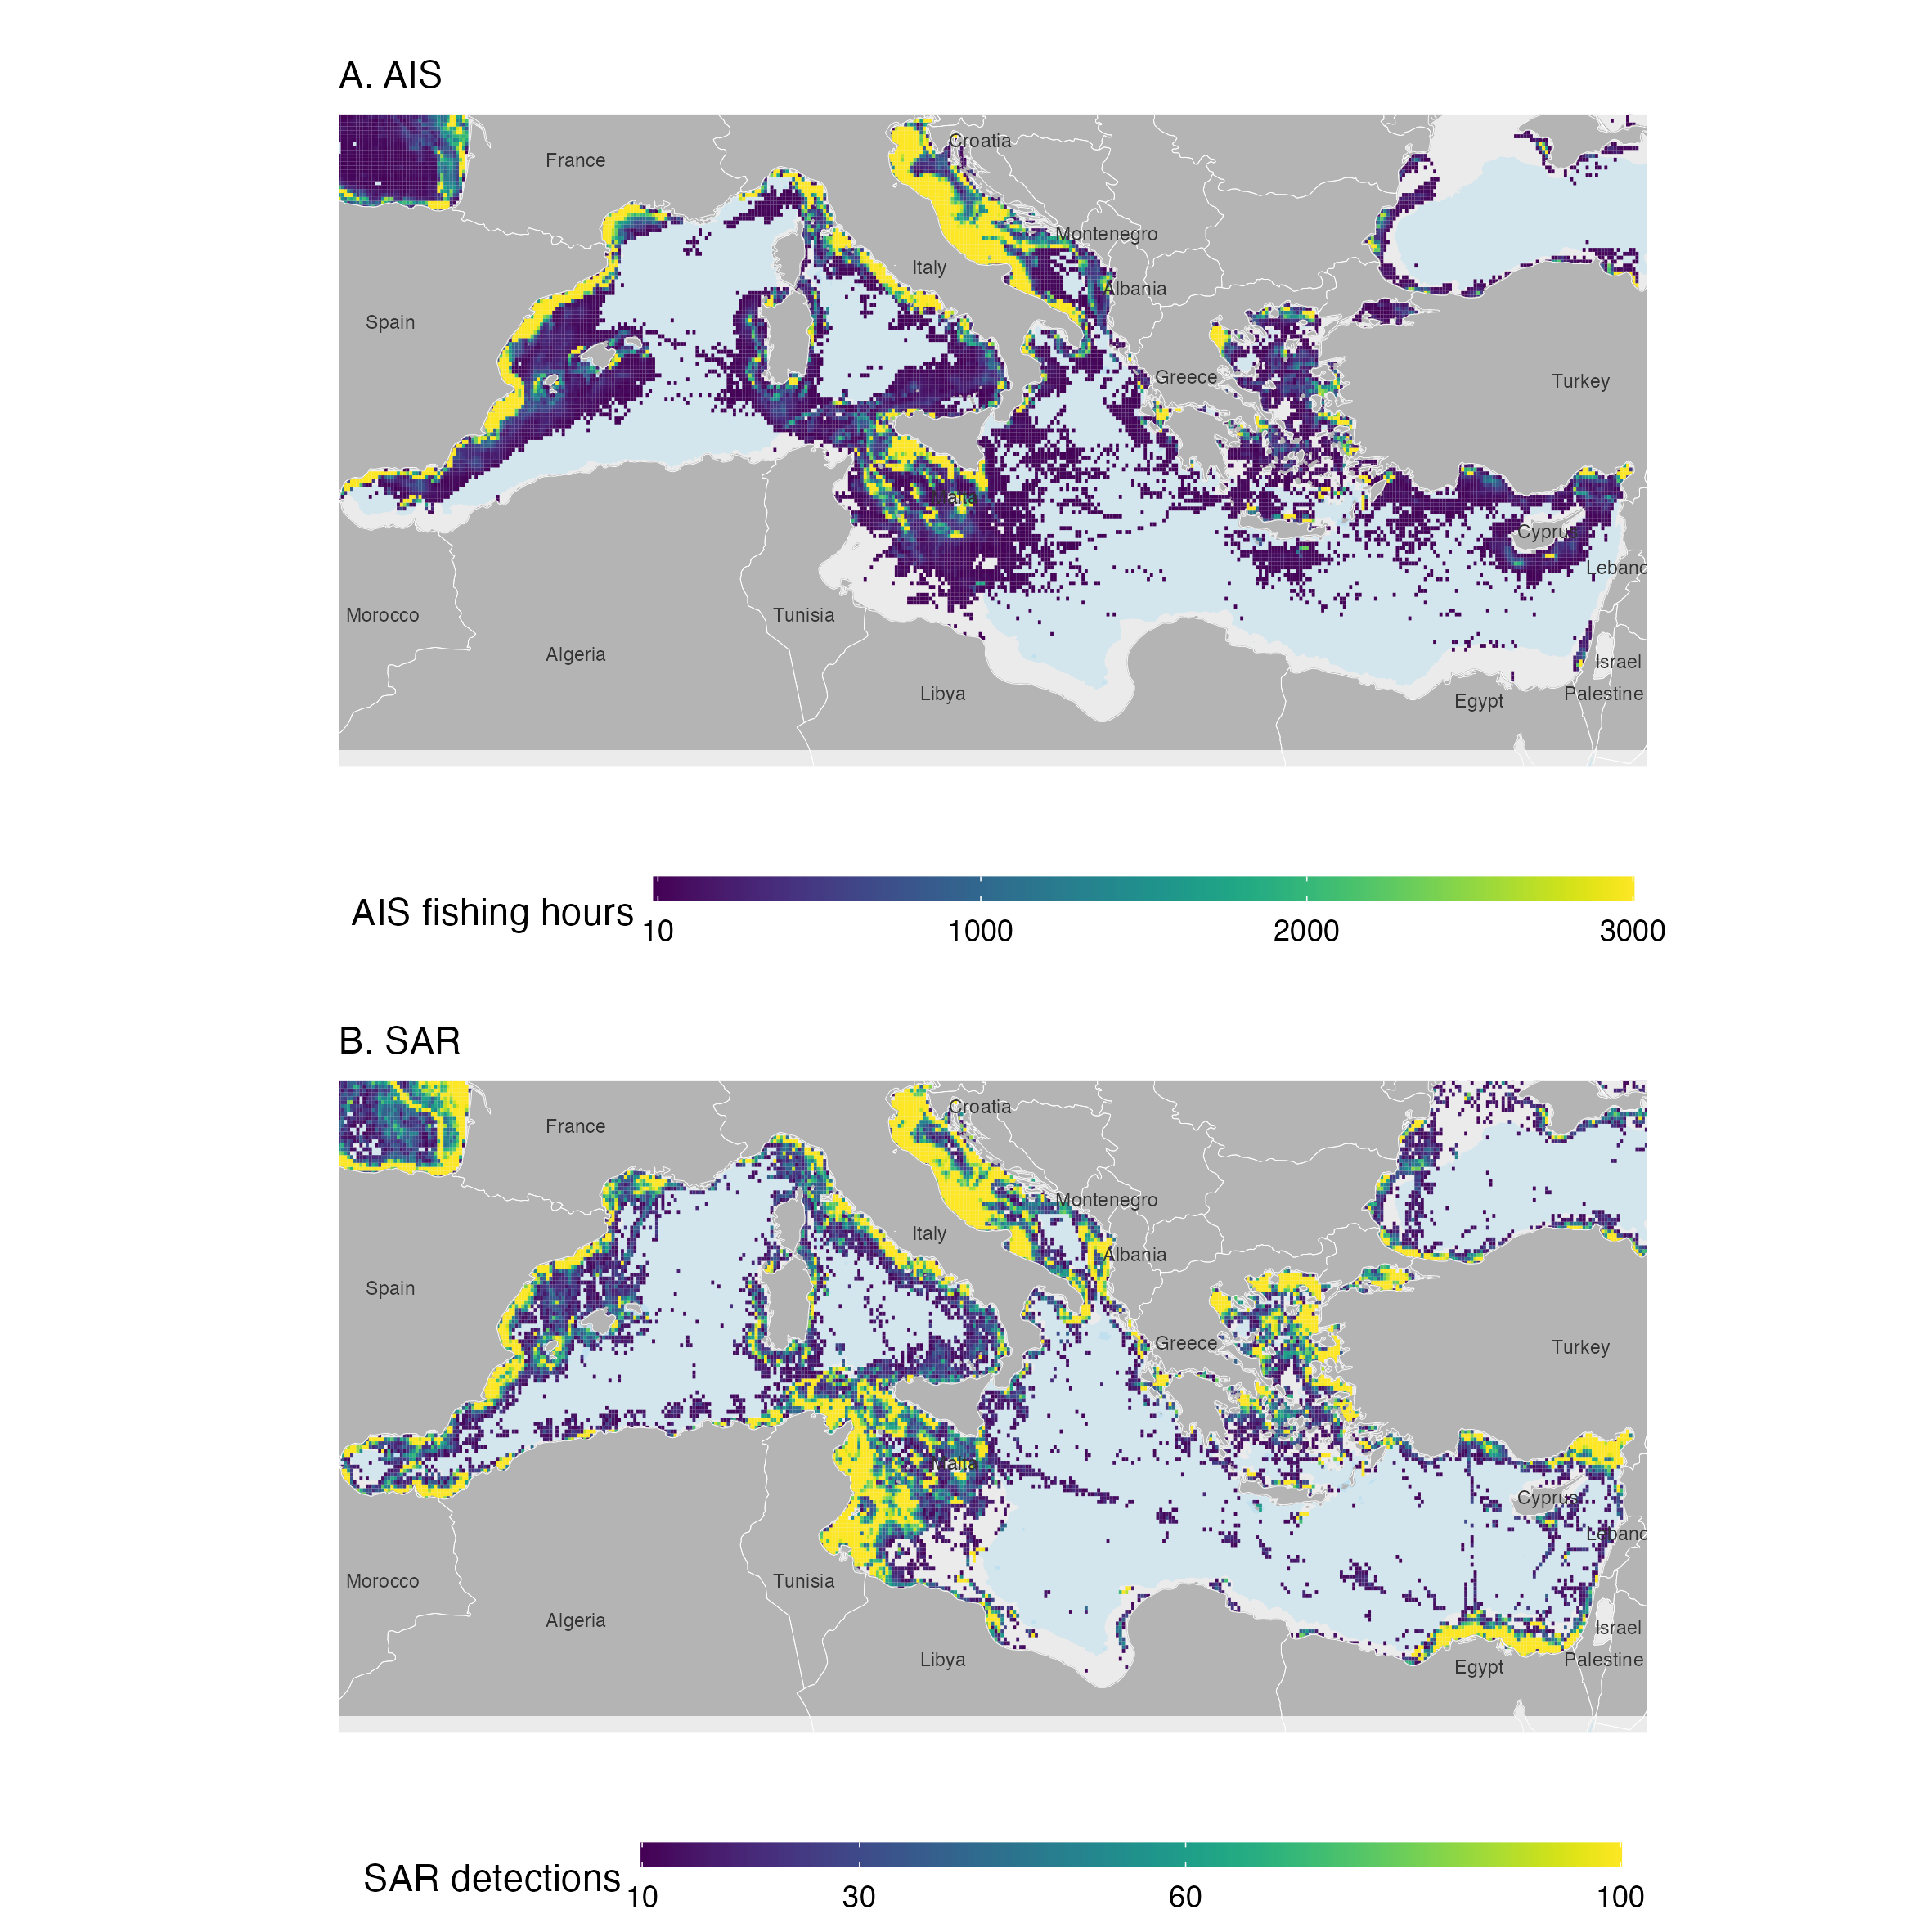 A. AIS
Croatia
France
Montenegro
Italy
Albania
Spain
Greece
Turkey
Malta
Cyprus
Lebanc
Morocco
Tunisia
Algeria
Israel
Libya
Egypt
Palestine
AIS fishing hours
10 1000 2000 3000
B. SAR
Croatia
France
Montenegro
Italy
Albania
Spain
Greece
Turkey
Malta
Cyprus
Lebanc
Morocco
Tunisia
Algeria
Israel
Libya
Egypt
Palestine
SAR detections
10 30 60 100